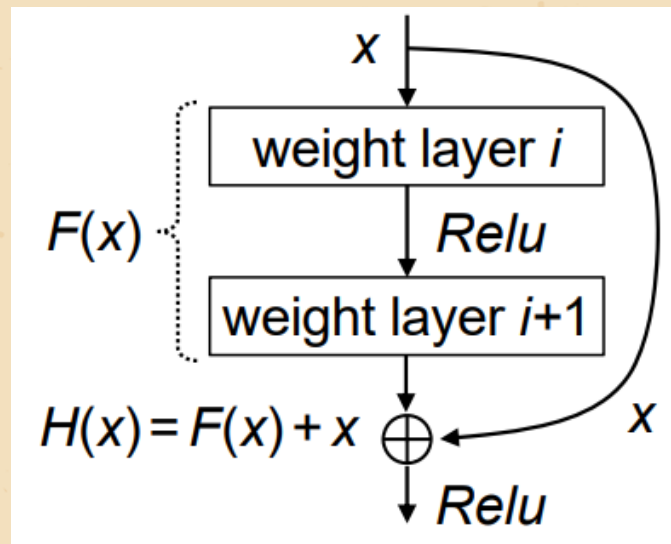 x
weight layer i
F(x)
Relu
weight layer i+1
H(x) = F(x) + x
x
Relu